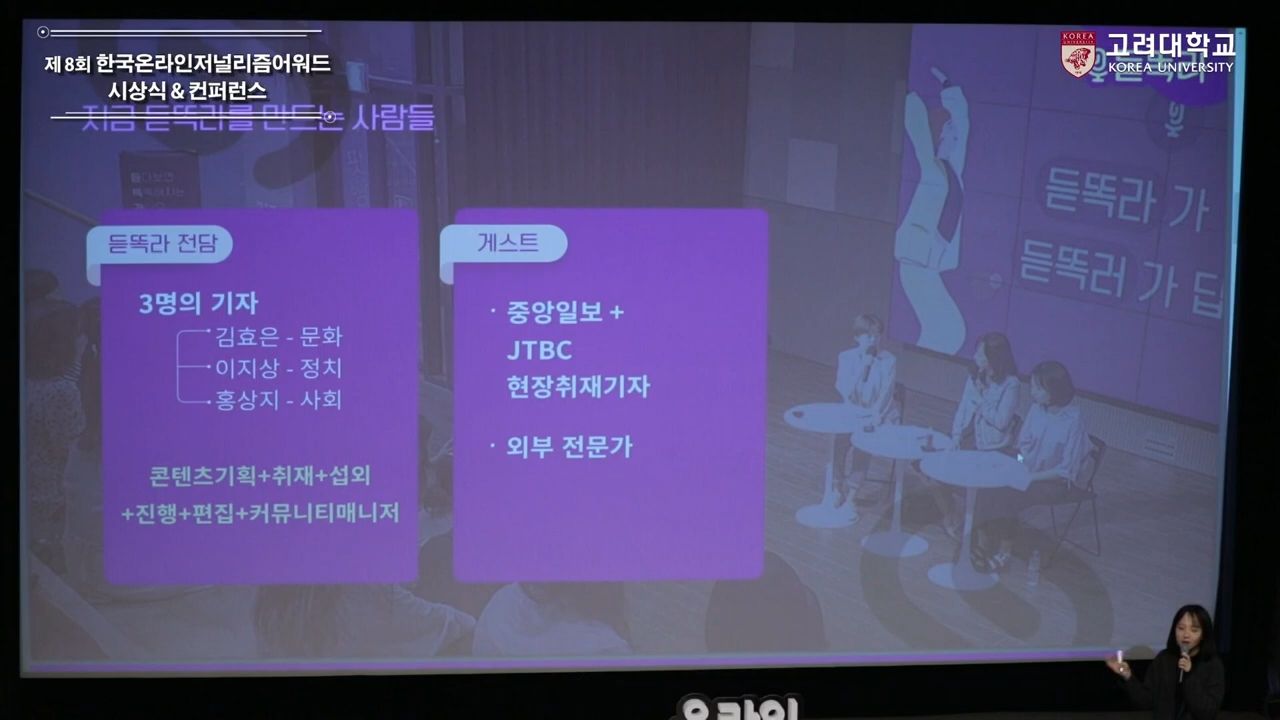 제 8회 한국온라인저널리즘어워드
시상식 & 컨퍼런스
고려대학교
KOREA UNIVERSITY
KOREA
듣똑라
지금 듣똑라를 만드는 사람들
듣똑라 가
듣똑러 가 답
듣똑라 전담
3명의 기자
김효은 - 문화
이지상 - 정치
홍상지 - 사회
콘텐츠기획+취재+섭외
+진행+편집+커뮤니티매니저
게스트
· 중앙일보 +
JTBC
현장취재기자
· 외부 전문가